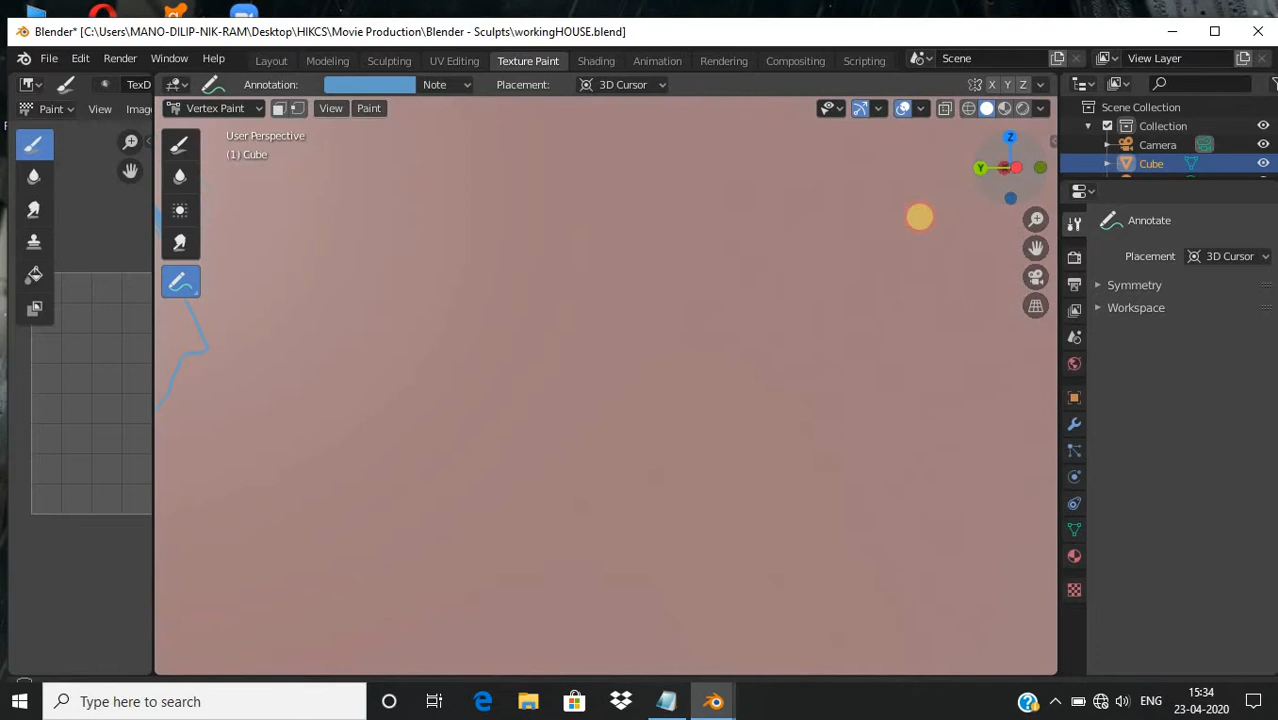 Blender* [C:\Users\MANO-DILIP-NIK-RAM\Desktop\HIKCS\Movie Production\Blender - Sculpts\workingHOUSE.blend]
File Edit Render Window Help Layout Modeling Sculpting UV Editing Texture Paint Shading Animation Rendering Compositing Scripting Scene View Layer
TexD Annotation: Note Placement: 3D Cursor X Y Z
Paint View Imag Vertex Paint View Paint
Scene Collection
Collection
Camera
Cube
User Perspective
(1) Cube
Z
Y
Annotate
Placement 3D Cursor
Symmetry
Workspace
Type here to search
ENG
15:34
23-04-2020